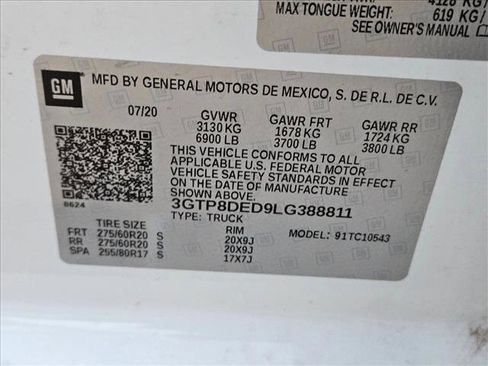 4128 KG/
MAX TONGUE WEIGHT: 619 KG/
SEE OWNER'S MANUAL
GM MFD BY GENERAL MOTORS DE MEXICO, S. DE R.L. DE C.V.
07/20 GVWR GAWR FRT GAWR RR
3130 KG 1678 KG 1724 KG
6900 LB 3700 LB 3800 LB
THIS VEHICLE CONFORMS TO ALL APPLICABLE
U.S. FEDERAL MOTOR VEHICLE SAFETY STANDARDS
IN EFFECT ON THE DATE OF MANUFACTURE
SHOWN ABOVE.
3GTP8DED9LG388811
8624 TYPE: TRUCK
TIRE SIZE RIM MODEL: 91TC10543
FRT 275/60R20 S 20X9J
RR 275/60R20 S 20X9J
SPA 255/80R17 S 17X7J